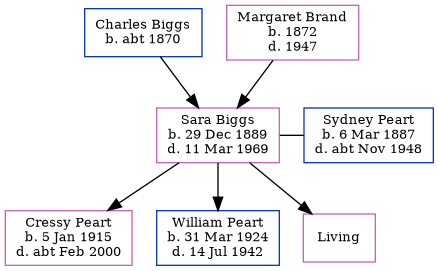 Charles Biggs
b. abt 1870
Margaret Brand
b. 1872
d. 1947
Sara Biggs
b. 29 Dec 1889
d. 11 Mar 1969
Sydney Peart
b. 6 Mar 1887
d. abt Nov 1948
Cressy Peart
b. 5 Jan 1915
d. abt Feb 2000
William Peart
b. 31 Mar 1924
d. 14 Jul 1942
Living